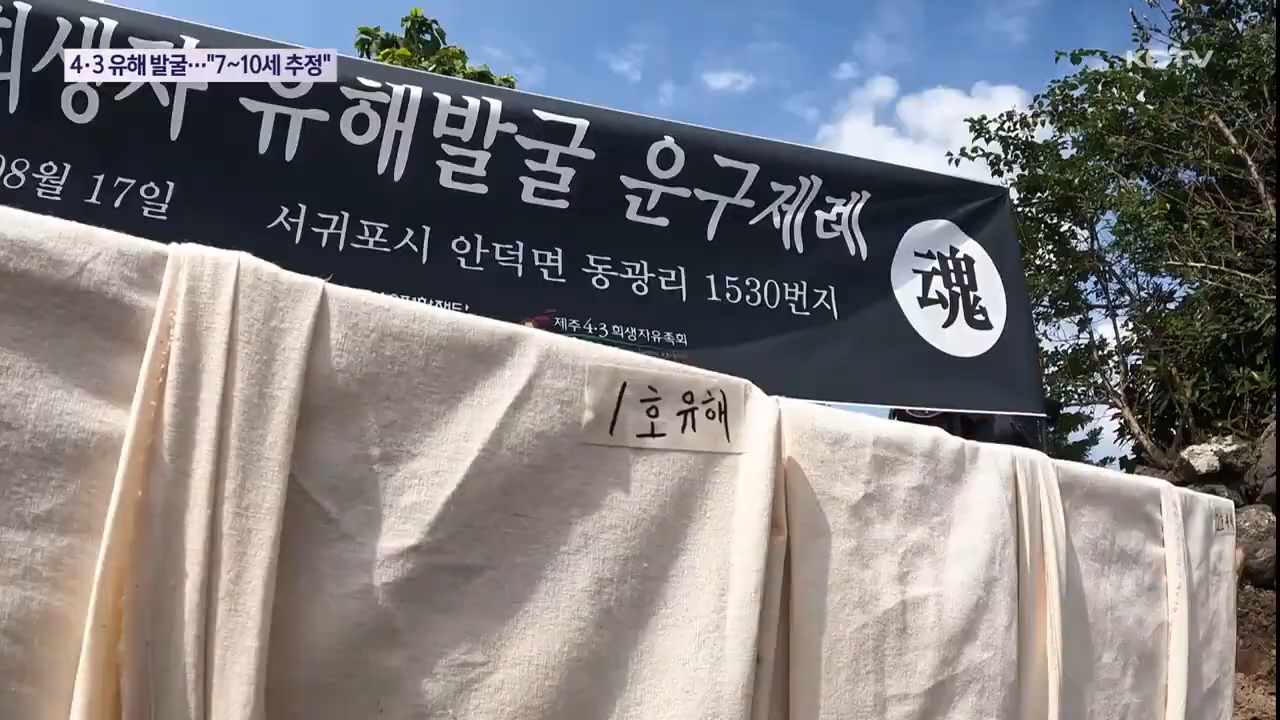 4·3 유해 발굴…"7~10세 추정"
KCTV
희생자 유해발굴 운구제례
08월 17일
서귀포시 안덕면 동광리 1530번지
魂
제주4·3희생자유족회
1호 유해